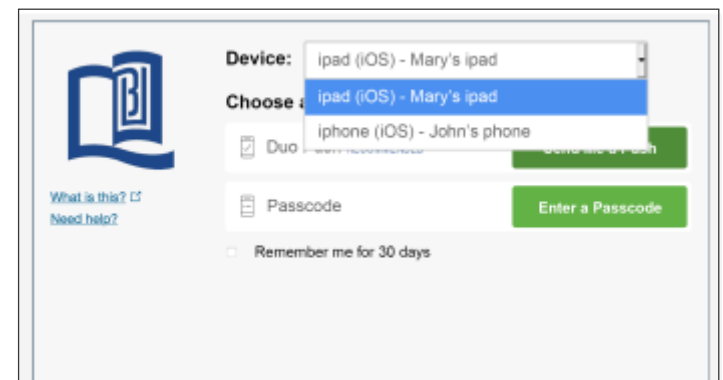 Device:
ipad (iOS) - Mary's ipad
ipad (iOS) - Mary's ipad
Choose
iphone (iOS) - John's phone
Duo
What is this?
Need help?
Passcode
Enter a Passcode
Remember me for 30 days